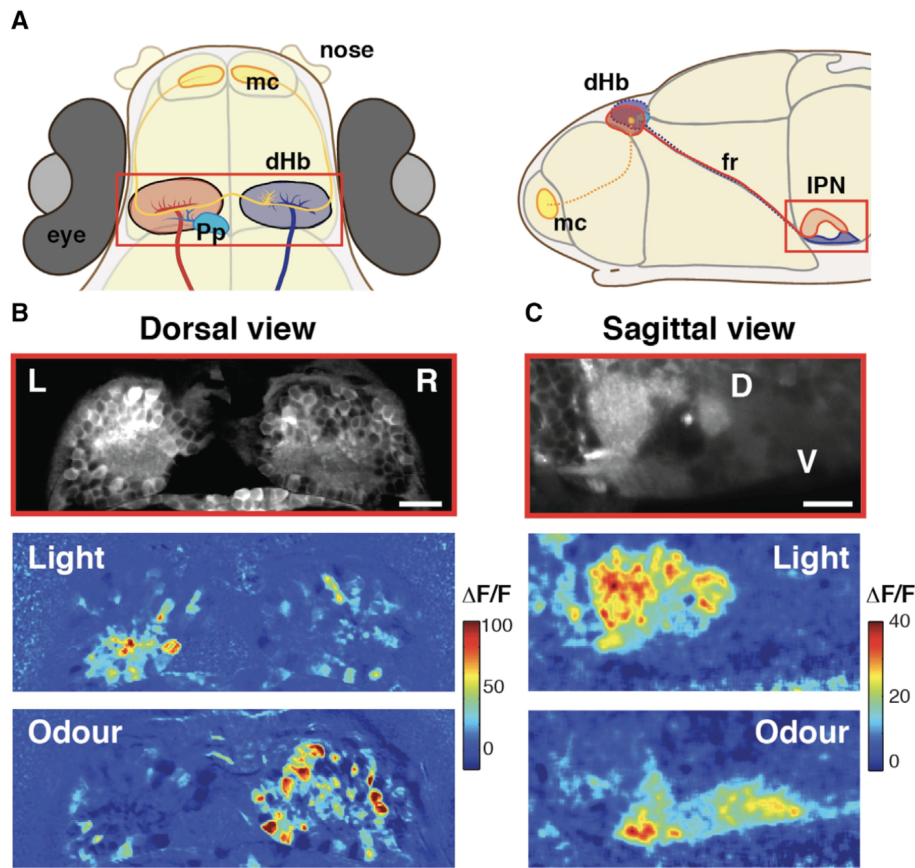 A
nose
mc
dHb
eye
Pp
dHb
fr
IPN
mc
B
Dorsal view
C
Sagittal view
L
R
D
V
Light
ΔF/F
100
50
0
Light
ΔF/F
40
20
0
Odour
Odour